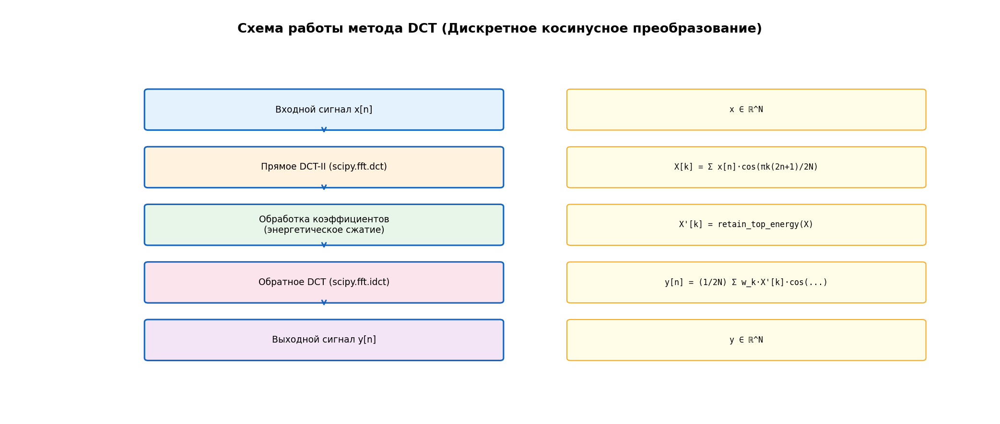 Схема работы метода DCT (Дискретное косинусное преобразование)
Входной сигнал x[n]
x ∈ ℝ^N
Прямое DCT-II (scipy.fft.dct)
X[k] = Σ x[n]·cos(πk(2n+1)/2N)
Обработка коэффициентов
(энергетическое сжатие)
X'[k] = retain_top_energy(X)
Обратное DCT (scipy.fft.idct)
y[n] = (1/2N) Σ w_k·X'[k]·cos(...)
Выходной сигнал y[n]
y ∈ ℝ^N